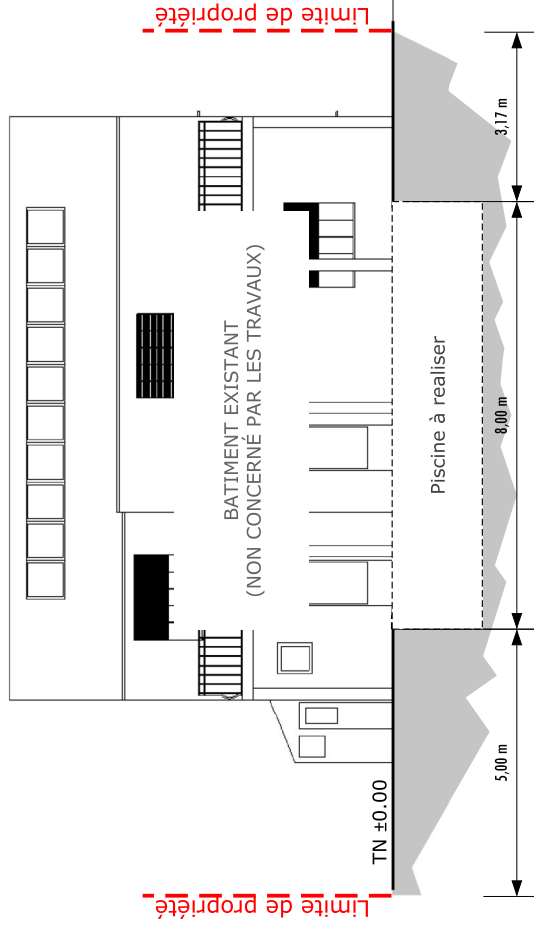 Limite de propriété
Limite de propriété
BATIMENT EXISTANT
(NON CONCERNÉ PAR LES TRAVAUX)
TN ±0.00
Piscine à realiser
5,00 m
8,00 m
3,17 m